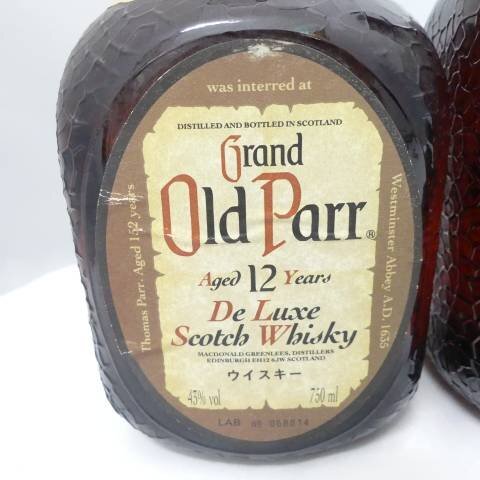 was interred at
DISTILLED AND BOTTLED IN SCOTLAND
Grand
Old Parr®
Aged 12 Years
De Luxe
Scotch Whisky
MACDONALD GREENLEES, DISTILLERS
EDINBURGH EH12 6JW SCOTLAND
ウイスキー
43% vol 750 ml
LAB 068814
Thomas Parr. Aged 152 years
Westminster Abbey A.D. 1635